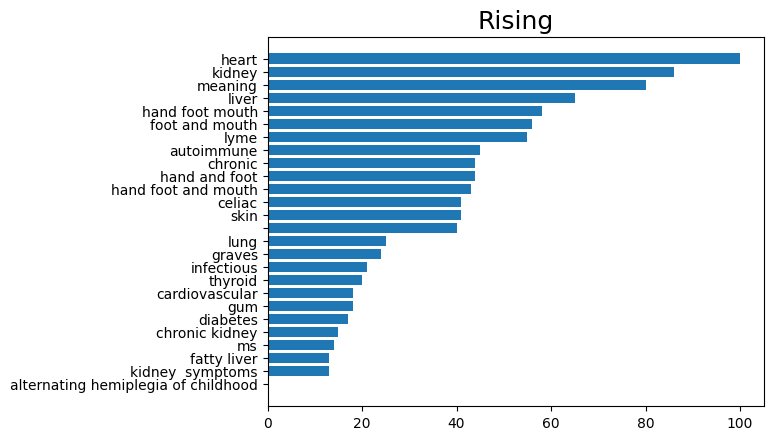 Rising
heart
kidney
meaning
liver
hand foot mouth
foot and mouth
lyme
autoimmune
chronic
hand and foot
hand foot and mouth
celiac
skin
lung
graves
infectious
thyroid
cardiovascular
gum
diabetes
chronic kidney
ms
fatty liver
kidney  symptoms
alternating hemiplegia of childhood
0 20 40 60 80 100